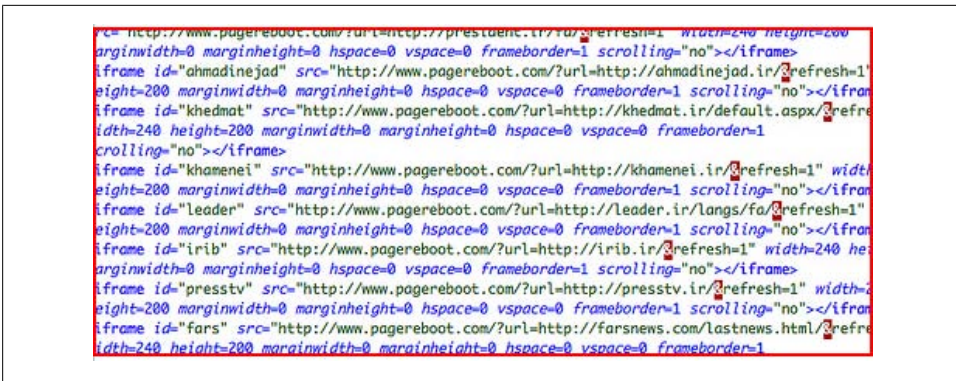 rc="http://www.pagereboot.com/?url=http://president.ir/fa/&refresh=1" width=240 height=200
arginwidth=0 marginheight=0 hspace=0 vspace=0 frameborder=1 scrolling="no"></iframe>
iframe id="ahmadinejad" src="http://www.pagereboot.com/?url=http://ahmadinejad.ir/&refresh=1"
eight=200 marginwidth=0 marginheight=0 hspace=0 vspace=0 frameborder=1 scrolling="no"></ifram
iframe id="khedmat" src="http://www.pagereboot.com/?url=http://khedmat.ir/default.aspx/&refre
idth=240 height=200 marginwidth=0 marginheight=0 hspace=0 vspace=0 frameborder=1
crolling="no"></iframe>
iframe id="khamenei" src="http://www.pagereboot.com/?url=http://khamenei.ir/&refresh=1" widt
eight=200 marginwidth=0 marginheight=0 hspace=0 vspace=0 frameborder=1 scrolling="no"></ifram
iframe id="leader" src="http://www.pagereboot.com/?url=http://leader.ir/langs/fa/&refresh=1"
eight=200 marginwidth=0 marginheight=0 hspace=0 vspace=0 frameborder=1 scrolling="no"></ifram
iframe id="irib" src="http://www.pagereboot.com/?url=http://irib.ir/&refresh=1" width=240 hei
arginwidth=0 marginheight=0 hspace=0 vspace=0 frameborder=1 scrolling="no"></iframe>
iframe id="presstv" src="http://www.pagereboot.com/?url=http://presstv.ir/&refresh=1" width=2
eight=200 marginwidth=0 marginheight=0 hspace=0 vspace=0 frameborder=1 scrolling="no"></ifram
iframe id="fars" src="http://www.pagereboot.com/?url=http://farsnews.com/lastnews.html/&refre
idth=240 height=200 marginwidth=0 marginheight=0 hspace=0 vspace=0 frameborder=1